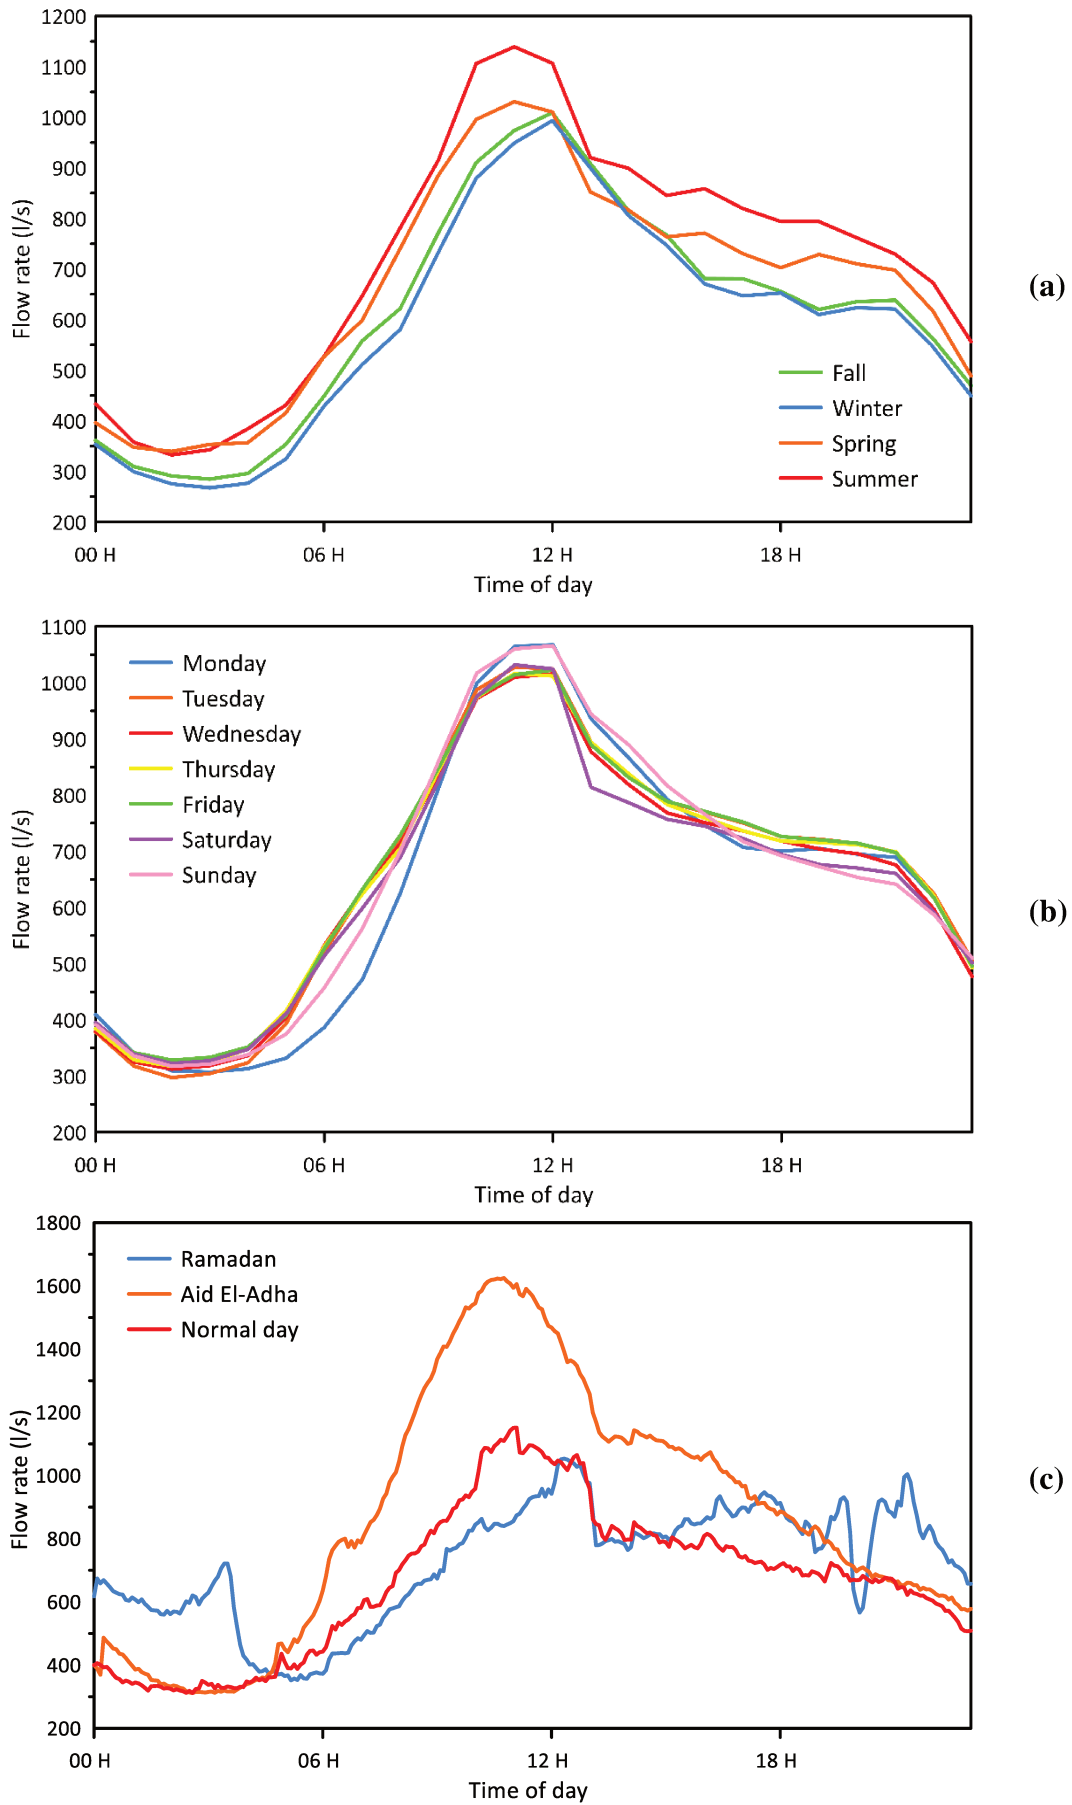 1200
1100
1000
900
800
700
600
500
400
300
200
Flow rate (l/s)
00 H 06 H 12 H 18 H
Time of day
Fall
Winter
Spring
Summer
(a)
1100
1000
900
800
700
600
500
400
300
200
Flow rate (l/s)
Monday
Tuesday
Wednesday
Thursday
Friday
Saturday
Sunday
00 H 06 H 12 H 18 H
Time of day
(b)
1800
1600
1400
1200
1000
800
600
400
200
Flow rate (l/s)
Ramadan
Aid El-Adha
Normal day
00 H 06 H 12 H 18 H
Time of day
(c)